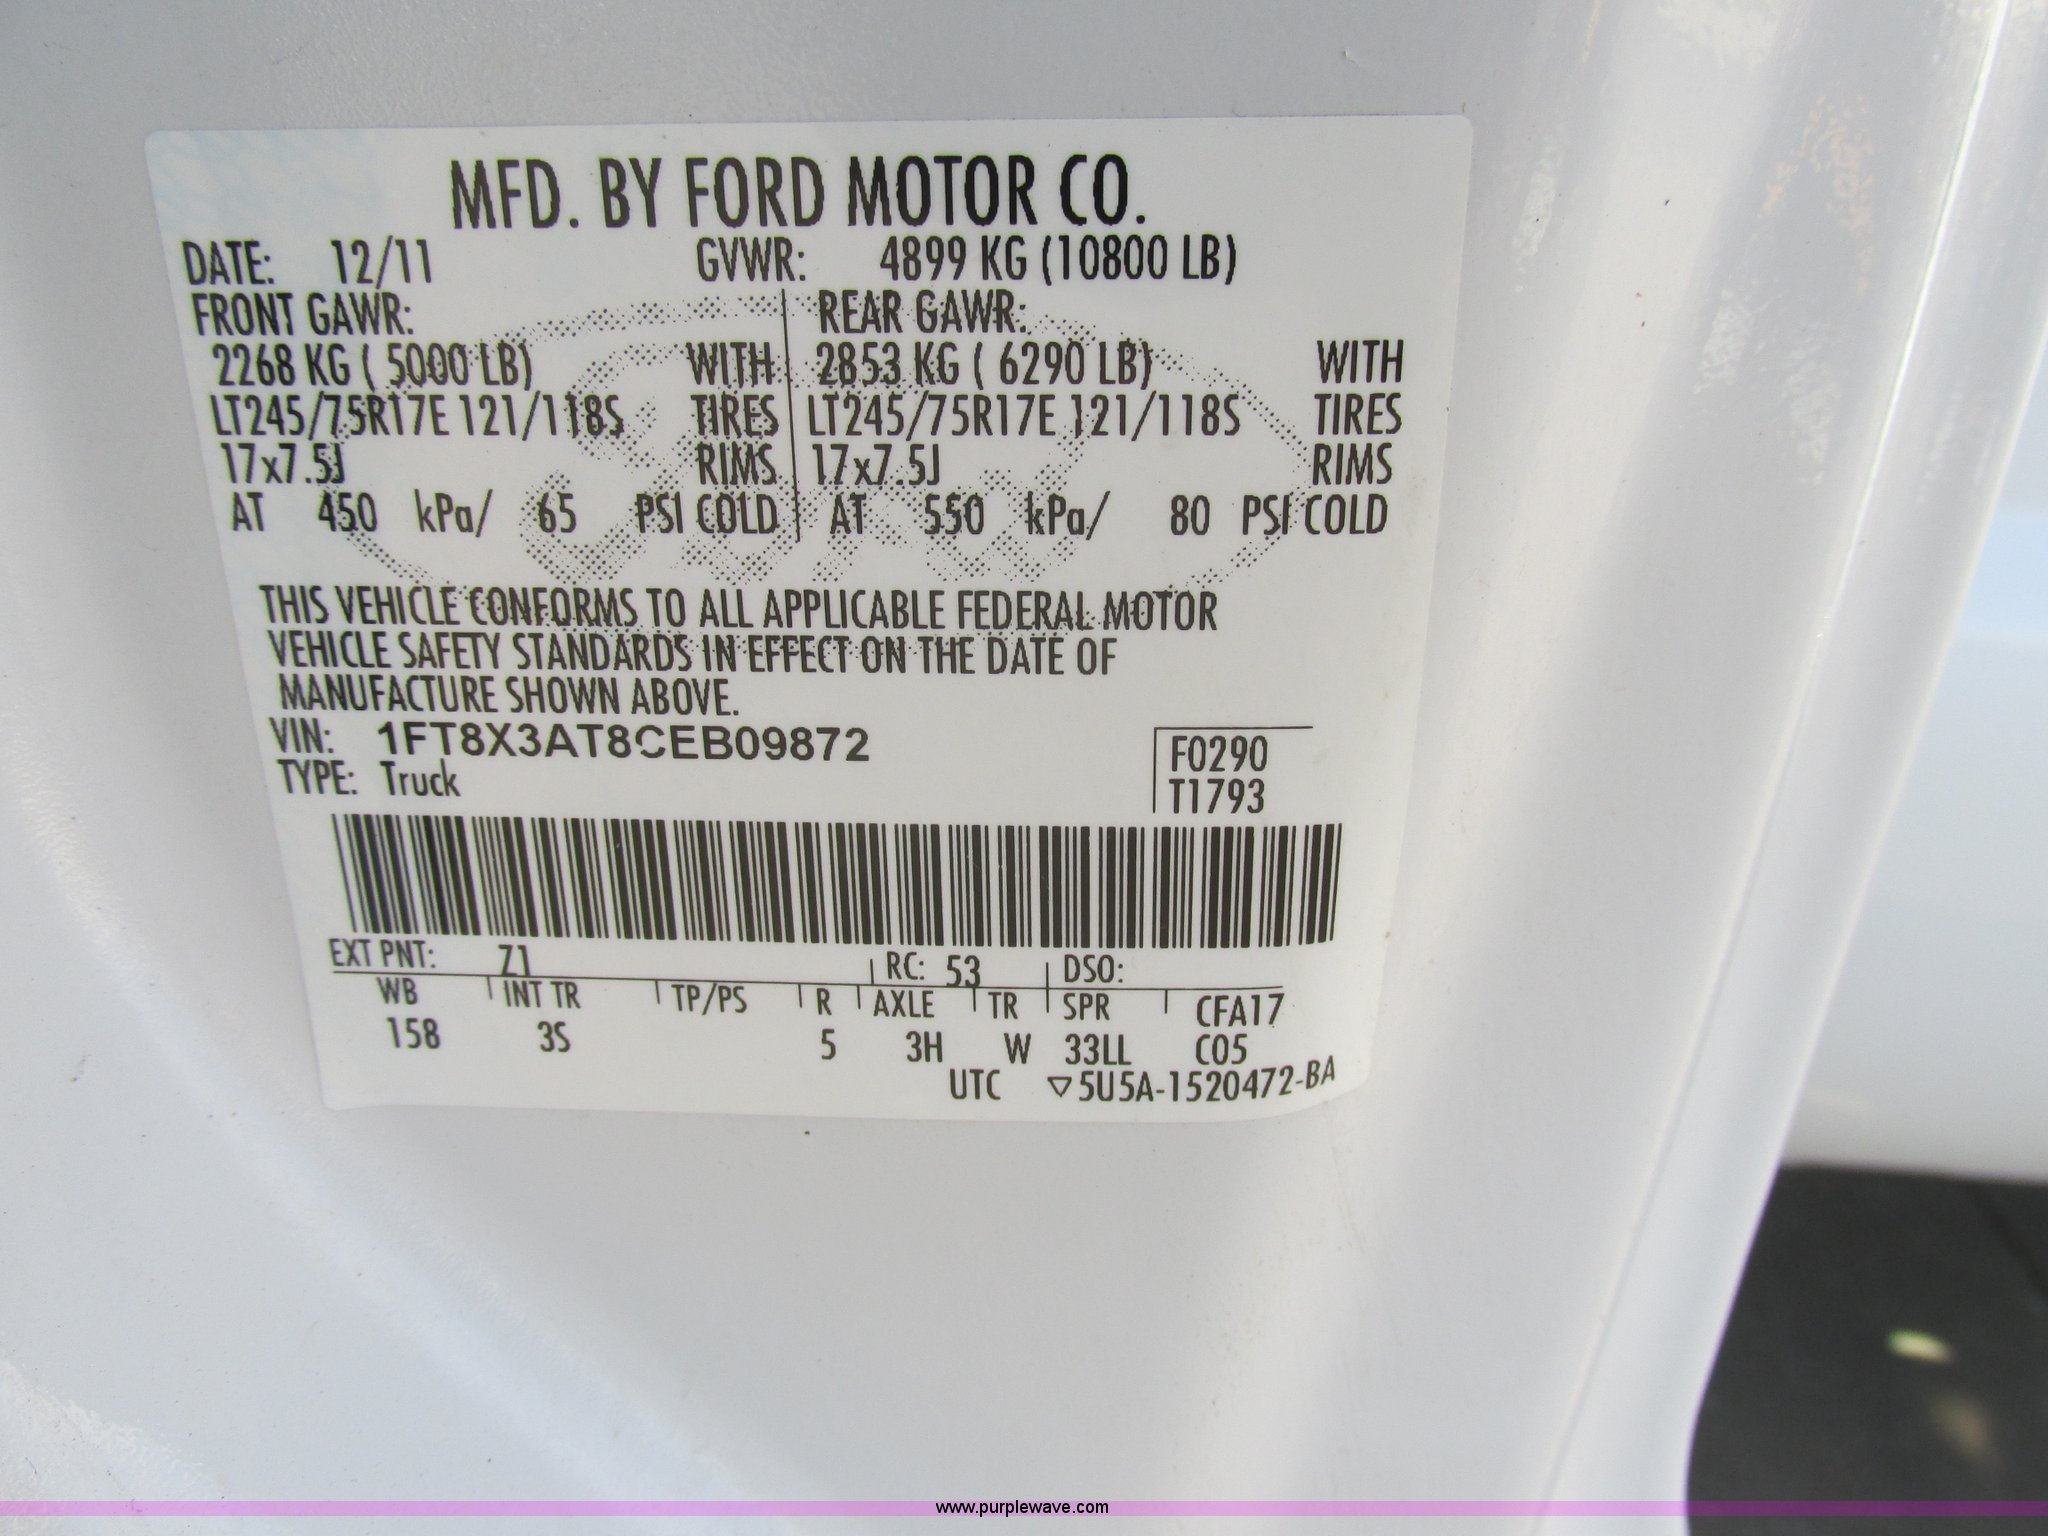 MFD. BY FORD MOTOR CO.
DATE: 12/11 GVWR: 4899 KG (10800 LB)
FRONT GAWR: REAR GAWR:
2268 KG ( 5000 LB) WITH 2853 KG ( 6290 LB) WITH
LT245/75R17E 121/118S TIRES LT245/75R17E 121/118S TIRES
17x7.5J RIMS 17x7.5J RIMS
AT 450 kPa/ 65 PSI COLD AT 550 kPa/ 80 PSI COLD
THIS VEHICLE CONFORMS TO ALL APPLICABLE FEDERAL MOTOR
VEHICLE SAFETY STANDARDS IN EFFECT ON THE DATE OF
MANUFACTURE SHOWN ABOVE.
VIN: 1FT8X3AT8CEB09872
F0290
TYPE: Truck
T1793
EXT PNT: Z1 RC: 53 DSO:
WB INT TR TP/PS R AXLE TR SPR CFA17
158 3S 5 3H W 33LL C05
UTC ▽5U5A-1520472-BA
www.purplewave.com